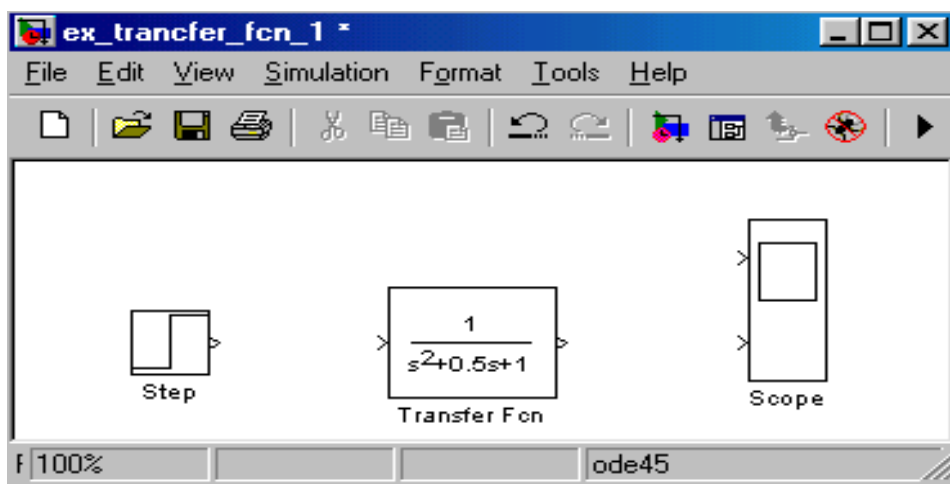 ex_trancfer_fcn_1 *
File Edit View Simulation Format Tools Help
1
s²+0.5s+1
Step
Transfer Fcn
Scope
100%
ode45